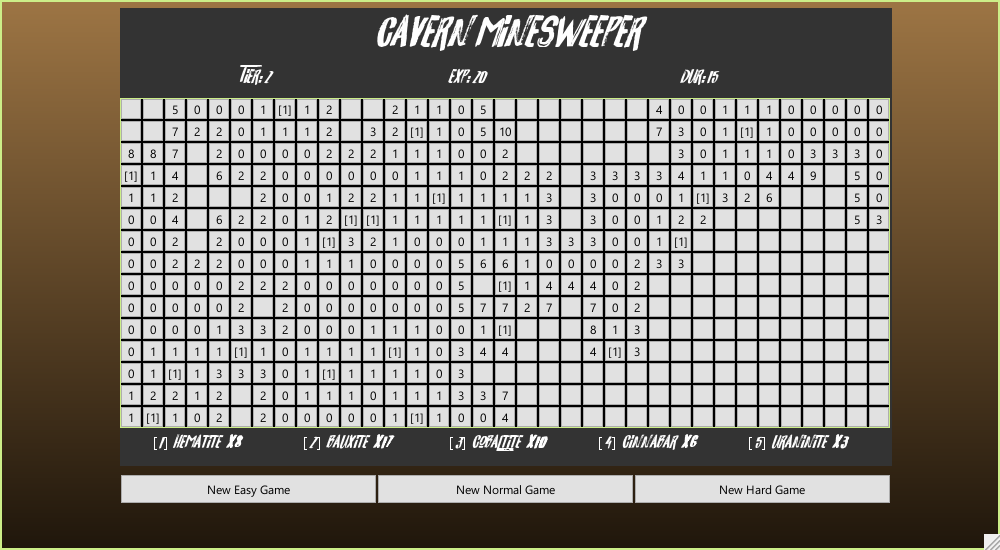 CAVERN MINESWEEPER
TIER: 2 EXP: 20 DUR: 15
5 0 0 0 1 [1] 1 2 2 1 1 0 5 4 0 0 1 1 1 0 0 0 0 0
7 2 2 0 1 1 1 2 3 2 [1] 1 0 5 10 7 3 0 1 [1] 1 0 0 0 0 0
8 8 7 2 0 0 0 0 2 2 2 1 1 1 0 0 2 3 0 1 1 1 0 3 3 3 0
[1] 1 4 6 2 2 0 0 0 0 0 0 1 1 1 0 2 2 2 3 3 3 3 4 1 1 0 4 4 9 5 0
1 1 2 2 0 0 1 2 2 1 1 [1] 1 1 1 1 3 3 0 0 0 1 [1] 3 2 6 5 0
0 0 4 6 2 2 0 1 2 [1] [1] 1 1 1 1 1 [1] 1 3 3 0 0 1 2 2 5 3
0 0 2 2 0 0 1 [1] 3 2 1 0 0 0 1 1 1 3 3 3 0 0 1 [1]
0 0 2 2 2 0 0 0 1 1 1 0 0 0 0 5 6 6 1 0 0 0 0 2 3 3
0 0 0 0 0 2 2 2 0 0 0 0 0 0 0 5 [1] 1 4 4 4 0 2
0 0 0 0 0 2 2 0 0 0 0 0 0 0 5 7 7 2 7 7 0 2
0 0 0 0 1 3 3 2 0 0 0 1 1 1 0 0 1 [1] 8 1 3
0 1 1 1 1 [1] 1 0 1 1 1 1 [1] 1 0 3 4 4 4 [1] 3
0 1 [1] 1 3 3 3 0 1 [1] 1 1 1 1 0 3
1 2 2 1 2 2 0 1 1 1 0 1 1 1 3 3 7
1 [1] 1 0 2 2 0 0 0 0 0 1 [1] 1 0 0 4
[1] HEMATITE X8 [2] BAUXITE X17 [3] COBALTITE X10 [4] CINNABAR X6 [5] URANINITE X3
New Easy Game New Normal Game New Hard Game